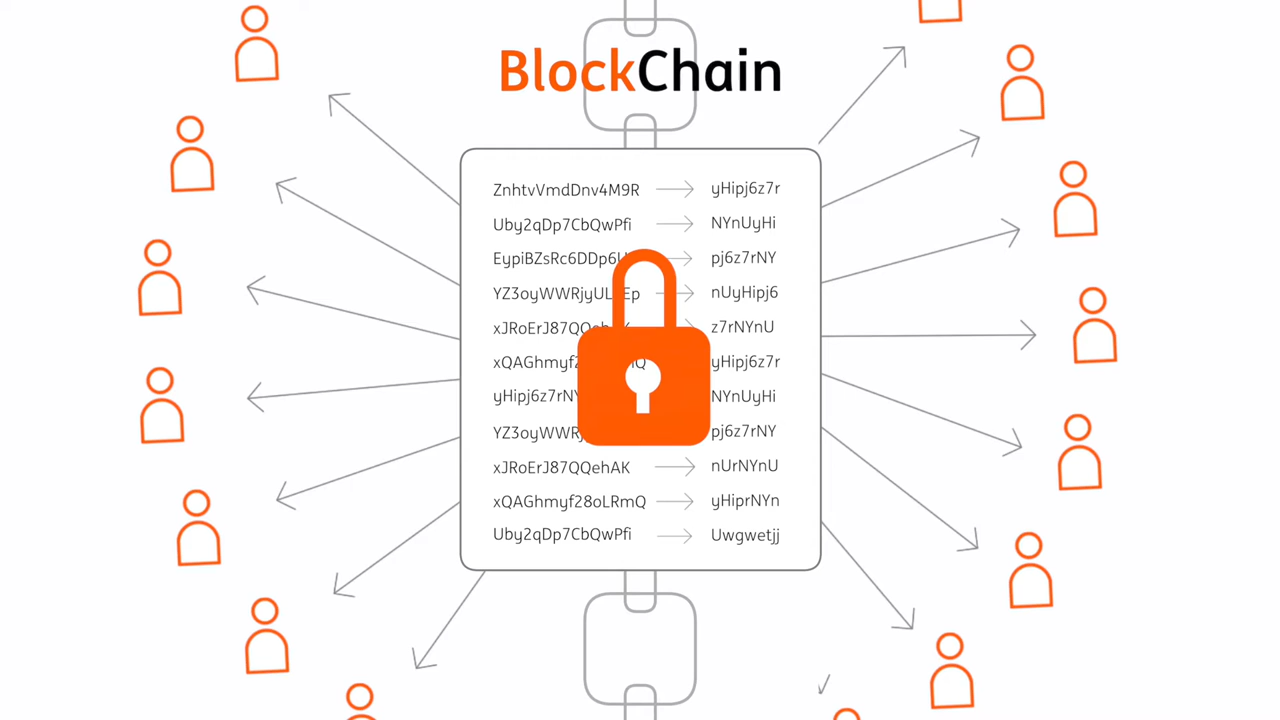 BlockChain
ZnhtvVmdDnv4M9R → yHipj6z7r
Uby2qDp7CbQwPfi → NYnUyHi
→ pj6z7rNY
→ nUyHipj6
z7rNYnU
yHipj6z7r
NYnUyHi
pj6z7rNY
xJRoErJ87QQehAK → nUrNYnU
xQAGhmyf28oLRmQ → yHiprNYn
Uby2qDp7CbQwPfi → Uwgwetjj